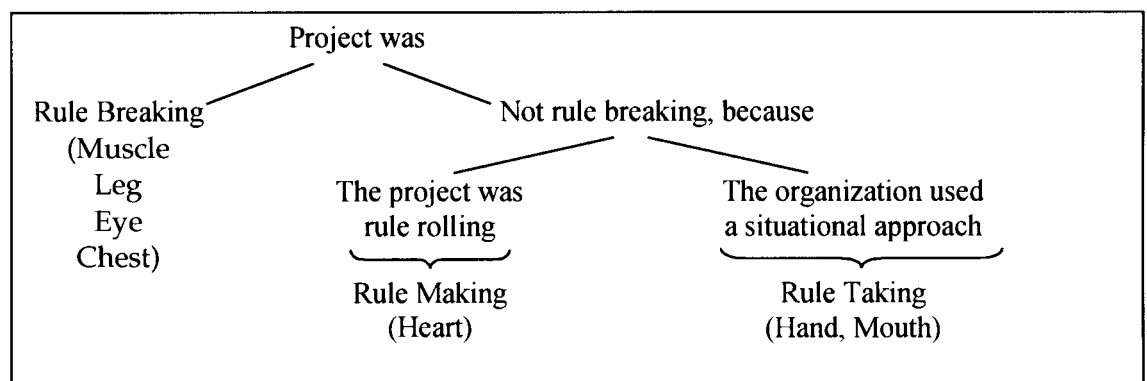 Project was
Rule Breaking
(Muscle
Leg
Eye
Chest)
Not rule breaking, because
The project was
rule rolling
Rule Making
(Heart)
The organization used
a situational approach
Rule Taking
(Hand, Mouth)